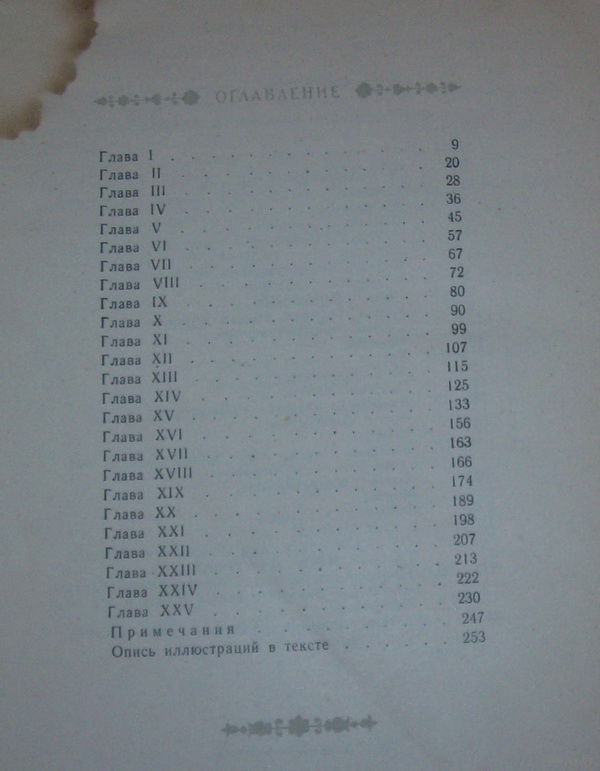 ОГЛАВЛЕНИЕ
Глава I . . . . . . . . . . . . 9
Глава II . . . . . . . . . . . . 20
Глава III . . . . . . . . . . . . 28
Глава IV . . . . . . . . . . . . 36
Глава V . . . . . . . . . . . . 45
Глава VI . . . . . . . . . . . . 57
Глава VII . . . . . . . . . . . . 67
Глава VIII . . . . . . . . . . . . 72
Глава IX . . . . . . . . . . . . 80
Глава X . . . . . . . . . . . . 90
Глава XI . . . . . . . . . . . . 99
Глава XII . . . . . . . . . . . . 107
Глава XIII . . . . . . . . . . . . 115
Глава XIV . . . . . . . . . . . . 125
Глава XV . . . . . . . . . . . . 133
Глава XVI . . . . . . . . . . . . 156
Глава XVII . . . . . . . . . . . . 163
Глава XVIII . . . . . . . . . . . . 166
Глава XIX . . . . . . . . . . . . 174
Глава XX . . . . . . . . . . . . 189
Глава XXI . . . . . . . . . . . . 198
Глава XXII . . . . . . . . . . . . 207
Глава XXIII . . . . . . . . . . . . 213
Глава XXIV . . . . . . . . . . . . 222
Глава XXV . . . . . . . . . . . . 230
Примечания . . . . . . . . . 247
Опись иллюстраций в тексте . . . . . 253